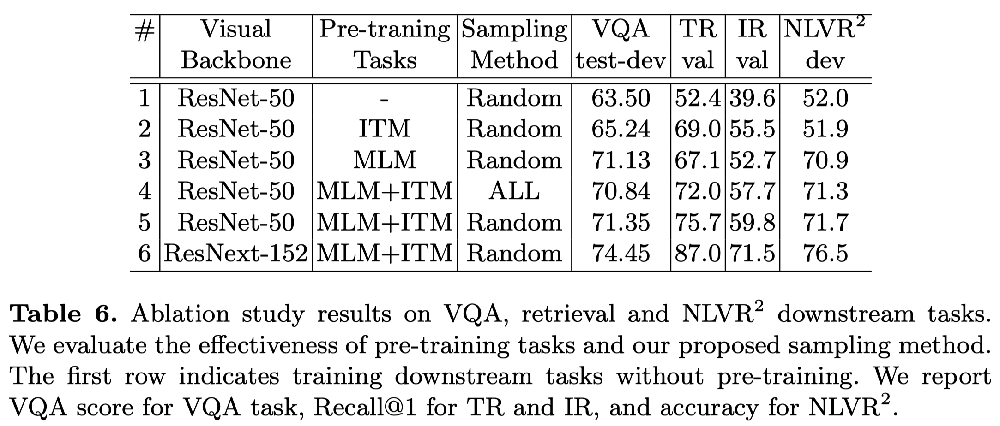 # Visual Pre-traning Sampling VQA TR IR NLVR²
Backbone Tasks Method test-dev val val dev
1 ResNet-50 - Random 63.50 52.4 39.6 52.0
2 ResNet-50 ITM Random 65.24 69.0 55.5 51.9
3 ResNet-50 MLM Random 71.13 67.1 52.7 70.9
4 ResNet-50 MLM+ITM ALL 70.84 72.0 57.7 71.3
5 ResNet-50 MLM+ITM Random 71.35 75.7 59.8 71.7
6 ResNext-152 MLM+ITM Random 74.45 87.0 71.5 76.5
Table 6. Ablation study results on VQA, retrieval and NLVR² downstream tasks.
We evaluate the effectiveness of pre-training tasks and our proposed sampling method.
The first row indicates training downstream tasks without pre-training. We report
VQA score for VQA task, Recall@1 for TR and IR, and accuracy for NLVR².